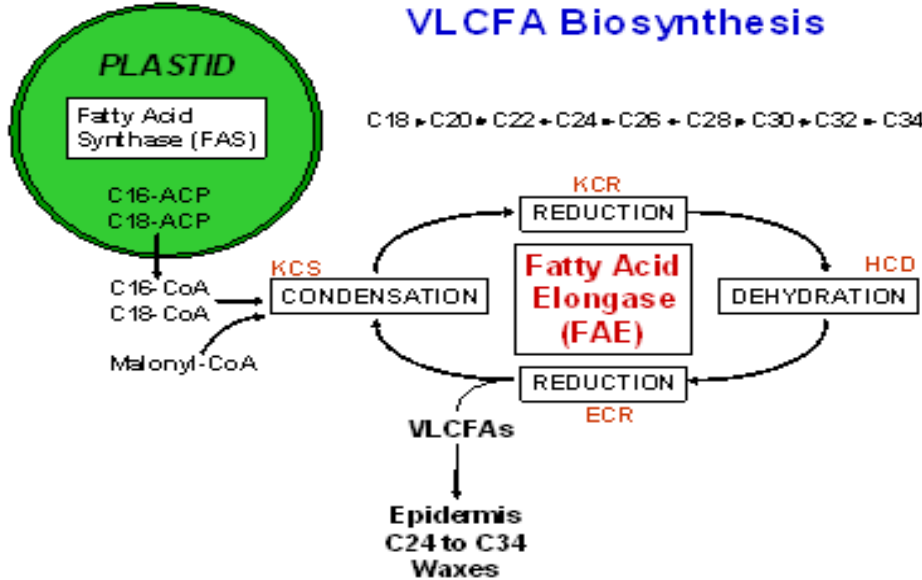 VLCFA Biosynthesis
PLASTID
Fatty Acid
Synthase (FAS)
C16-ACP
C18-ACP
C18 ▸ C20 ▸ C22 ▸ C24 ▸ C26 ▸ C28 ▸ C30 ▸ C32 ▸ C34
KCR
REDUCTION
KCS
CONDENSATION
C16-CoA
C18-CoA
Malonyl-CoA
Fatty Acid
Elongase
(FAE)
HCD
DEHYDRATION
REDUCTION
ECR
VLCFAs
Epidermis
C24 to C34
Waxes